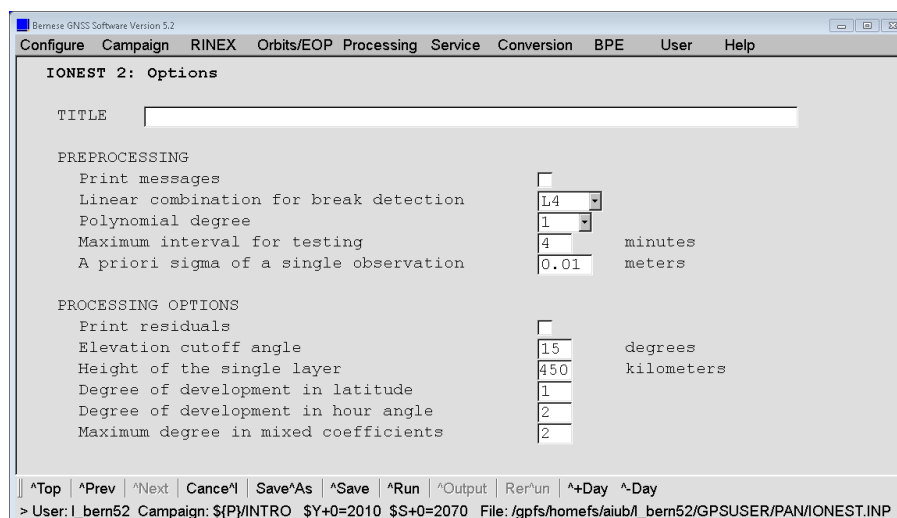 Bernese GNSS Software Version 5.2
Configure Campaign RINEX Orbits/EOP Processing Service Conversion BPE User Help
IONEST 2: Options
TITLE
PREPROCESSING
Print messages
Linear combination for break detection L4
Polynomial degree 1
Maximum interval for testing 4 minutes
A priori sigma of a single observation 0.01 meters
PROCESSING OPTIONS
Print residuals
Elevation cutoff angle 15 degrees
Height of the single layer 450 kilometers
Degree of development in latitude 1
Degree of development in hour angle 2
Maximum degree in mixed coefficients 2
^Top | ^Prev | ^Next | Cance^l | Save^As | ^Save | ^Run | ^Output | Rer^un | ^+Day ^-Day
> User: l_bern52 Campaign: ${P}/INTRO $Y+0=2010 $S+0=2070 File: /gpfs/homefs/aiub/l_bern52/GPSUSER/PAN/IONEST.INP